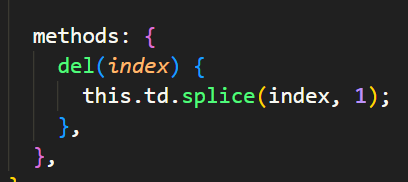 methods: {
del(index) {
this.td.splice(index, 1);
},
},